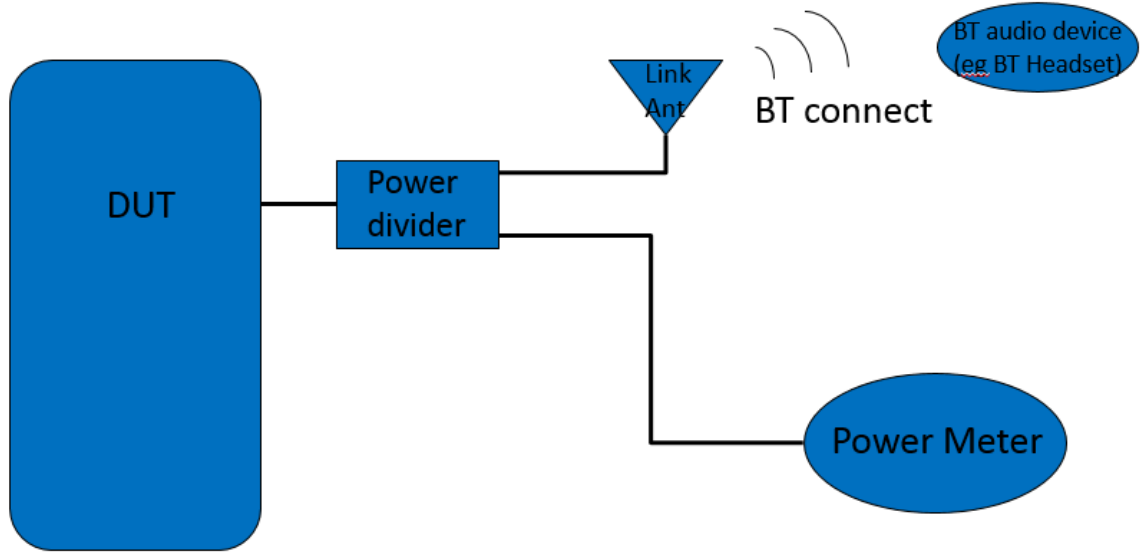 DUT
Power
divider
Link
Ant
BT connect
BT audio device
(eg BT Headset)
Power Meter